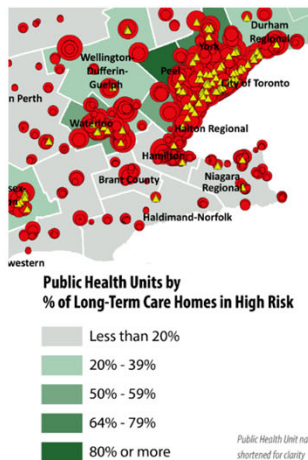 Durham
Regional
York
Wellington-
Dufferin-
Guelph
Peel
City of Toronto
n Perth
Waterloo
Halton Regional
Hamilton
Brant County
Niagara
Regional
sex
Haldimand-Norfolk
western
Public Health Units by
% of Long-Term Care Homes in High Risk
Less than 20%
20% - 39%
50% - 59%
64% - 79%
80% or more
Public Health Unit na
shortened for clarity